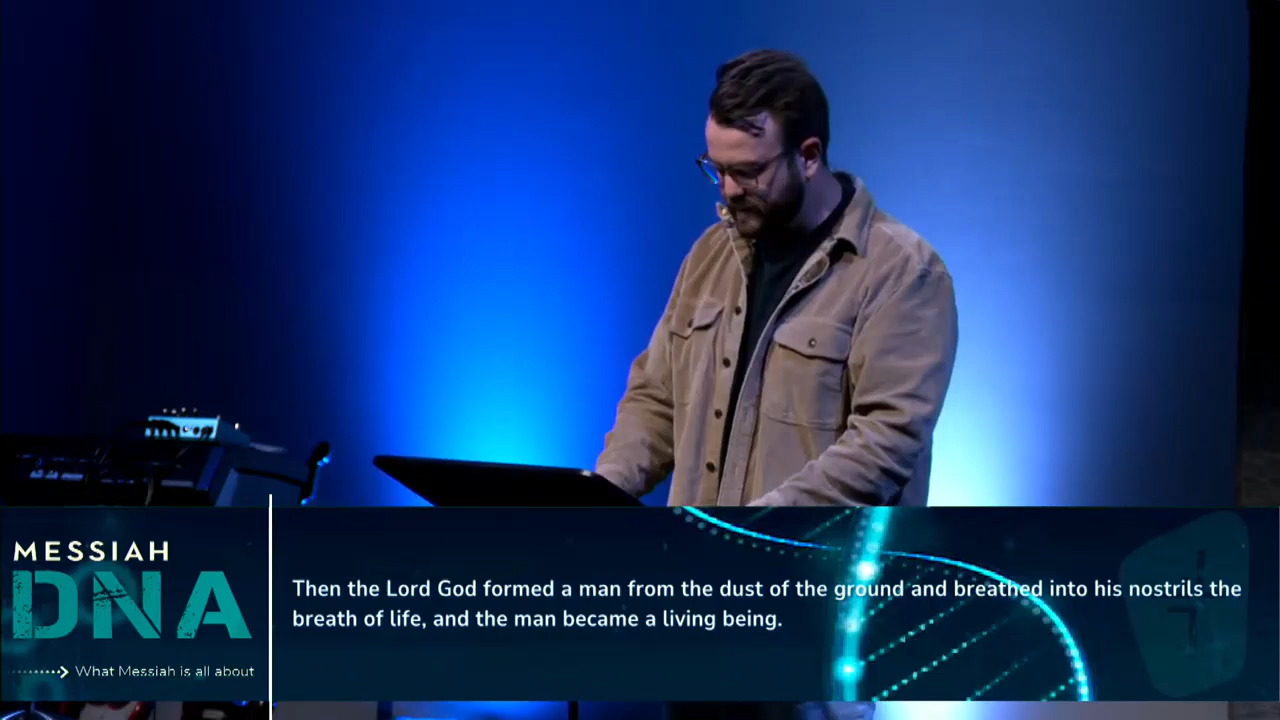 MESSIAH
DNA
What Messiah is all about
Then the Lord God formed a man from the dust of the ground and breathed into his nostrils the
breath of life, and the man became a living being.